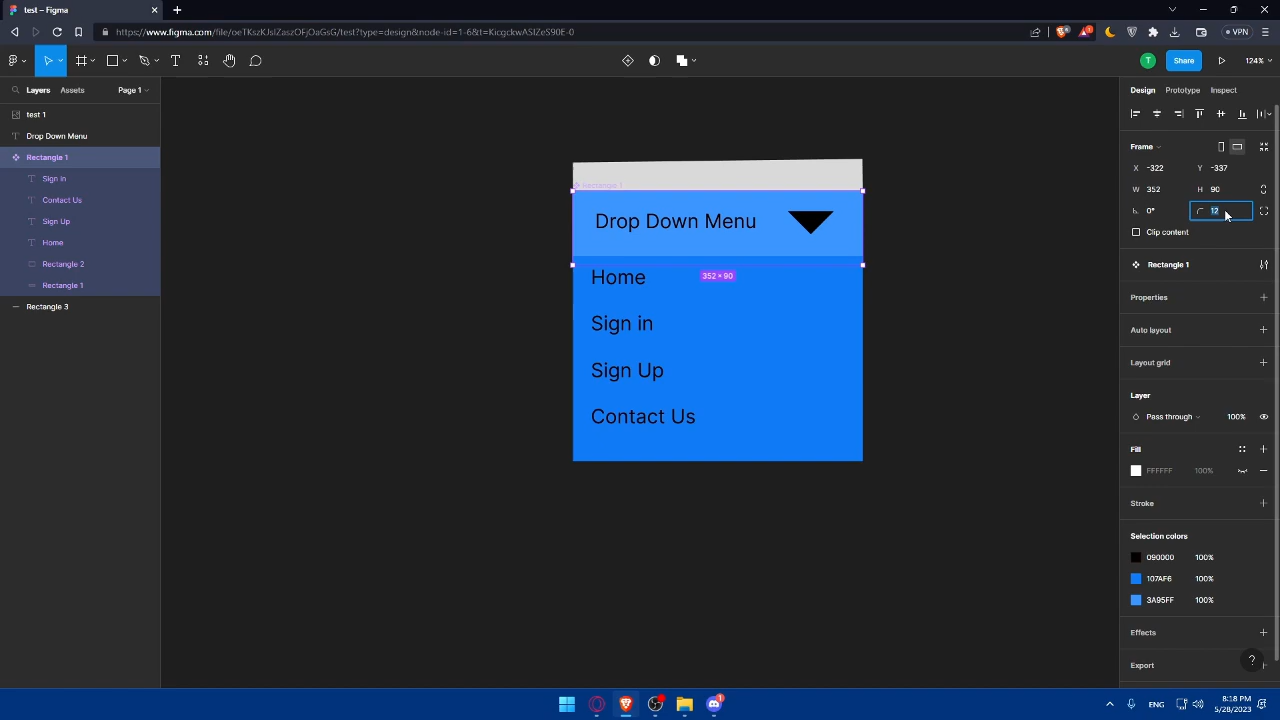 test – Figma
https://www.figma.com/file/oeTKszKJsIZaszOFjOaGsG/test?type=design&node-id=1-6&t=KicgckwASIZeS90E-0
VPN
Share
124%
Layers
Assets
Page 1
test 1
Drop Down Menu
Rectangle 1
Sign in
Contact Us
Sign Up
Home
Rectangle 2
Rectangle 1
Rectangle 3
Rectangle 1
Drop Down Menu
Home
352 × 90
Sign in
Sign Up
Contact Us
Design
Prototype
Inspect
Frame
X -322
Y -337
W 352
H 90
0°
12
Clip content
Rectangle 1
Properties
Auto layout
Layout grid
Layer
Pass through
100%
Fill
FFFFFF 100%
Stroke
Selection colors
090000 100%
107AF6 100%
3A95FF 100%
Effects
Export
?
ENG
8:18 PM
5/28/2023